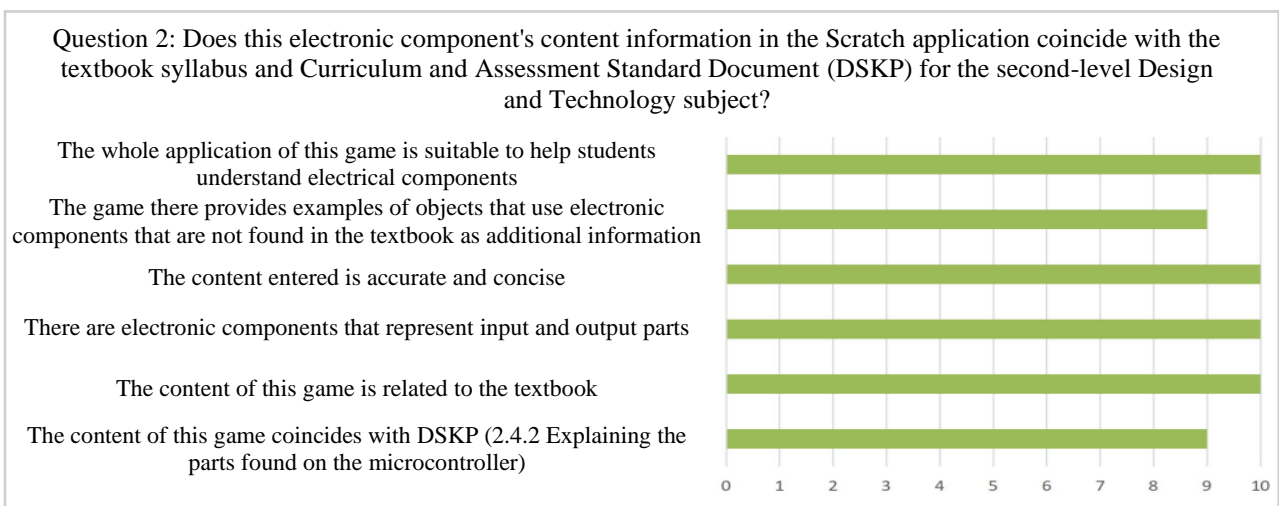 Question 2: Does this electronic component's content information in the Scratch application coincide with the
textbook syllabus and Curriculum and Assessment Standard Document (DSKP) for the second-level Design
and Technology subject?
The whole application of this game is suitable to help students
understand electrical components
The game there provides examples of objects that use electronic
components that are not found in the textbook as additional information
The content entered is accurate and concise
There are electronic components that represent input and output parts
The content of this game is related to the textbook
The content of this game coincides with DSKP (2.4.2 Explaining the
parts found on the microcontroller)
0 1 2 3 4 5 6 7 8 9 10